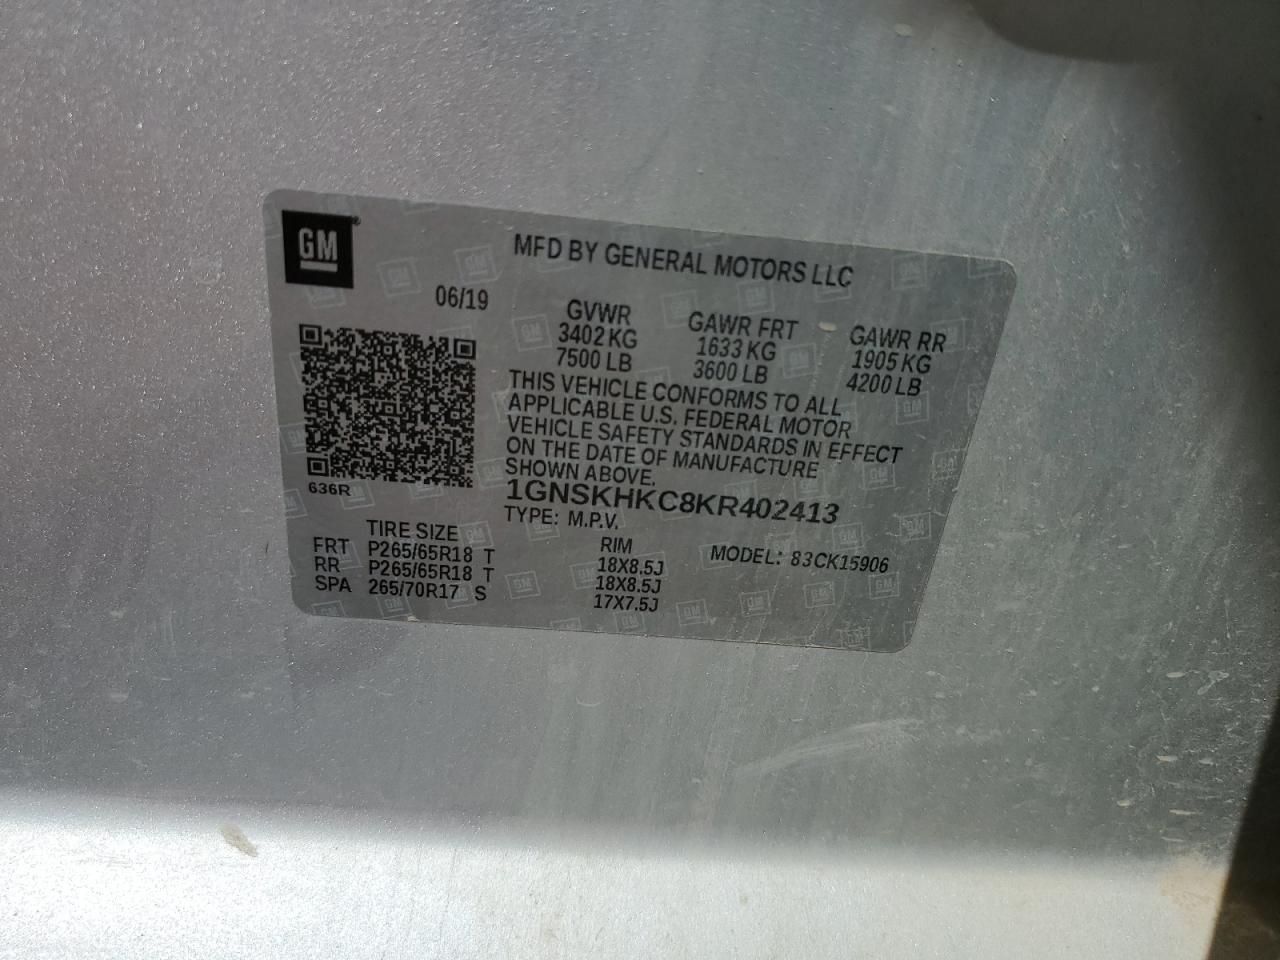 GM®
MFD BY GENERAL MOTORS LLC
06/19
GVWR GAWR FRT GAWR RR
3402 KG 1633 KG 1905 KG
7500 LB 3600 LB 4200 LB
THIS VEHICLE CONFORMS TO ALL
APPLICABLE U.S. FEDERAL MOTOR
VEHICLE SAFETY STANDARDS IN EFFECT
ON THE DATE OF MANUFACTURE
SHOWN ABOVE.
636R
1GNSKHKC8KR402413
TYPE: M.P.V.
TIRE SIZE RIM MODEL: 83CK15906
FRT P265/65R18 T 18X8.5J
RR P265/65R18 T 18X8.5J
SPA 265/70R17 S 17X7.5J